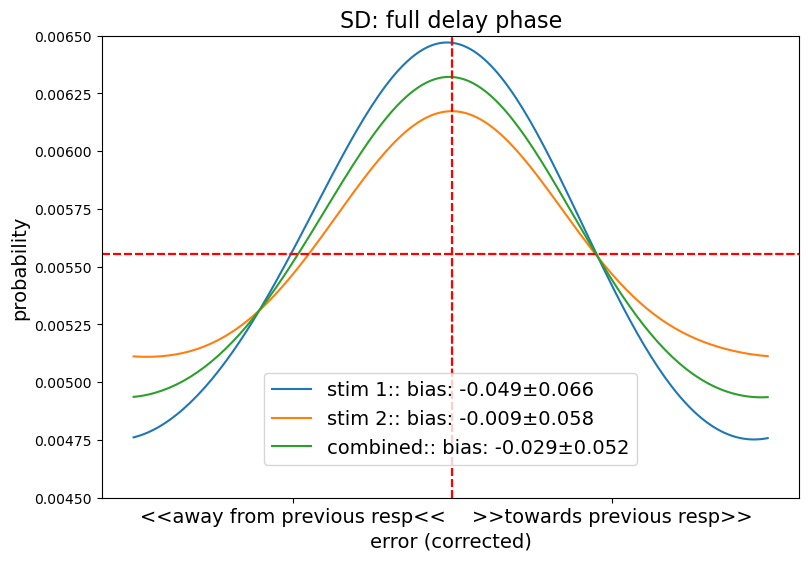 SD: full delay phase
0.00650
0.00625
0.00600
0.00575
0.00550
0.00525
0.00500
0.00475
0.00450
probability
stim 1:: bias: -0.049±0.066
stim 2:: bias: -0.009±0.058
combined:: bias: -0.029±0.052
<<away from previous resp<<
>>towards previous resp>>
error (corrected)